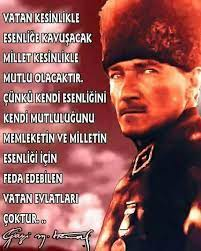 VATAN KESİNLİKLE
ESENLİĞE KAVUŞACAK
MİLLET KESİNLİKLE
MUTLU OLACAKTIR.
ÇÜNKÜ KENDİ ESENLİĞİNİ
KENDİ MUTLULUĞUNU
MEMLEKETİN VE MİLLETİN
ESENLİĞİ İÇİN
FEDA EDEBİLEN
VATAN EVLATLARI
ÇOKTUR...